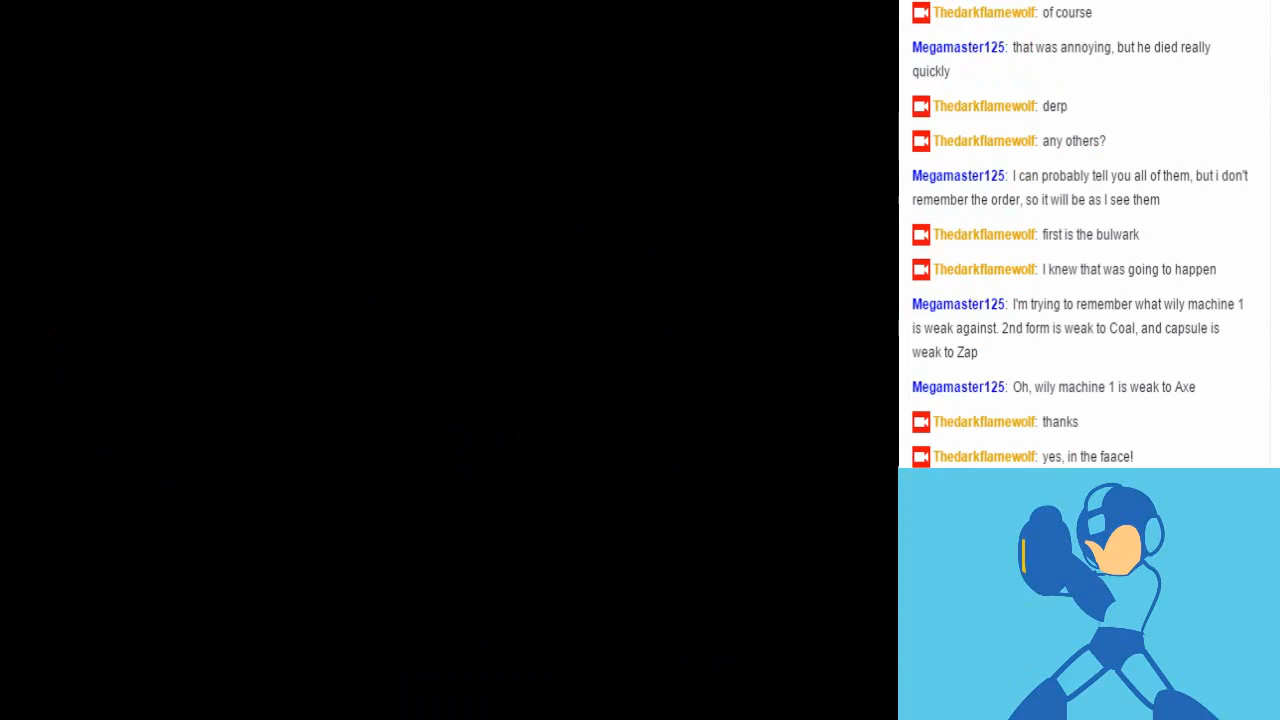 Thedarkflamewolf: of course
Megamaster125: that was annoying, but he died really
quickly
Thedarkflamewolf: derp
Thedarkflamewolf: any others?
Megamaster125: I can probably tell you all of them, but i don't
remember the order, so it will be as I see them
Thedarkflamewolf: first is the bulwark
Thedarkflamewolf: I knew that was going to happen
Megamaster125: I'm trying to remember what wily machine 1
is weak against. 2nd form is weak to Coal, and capsule is
weak to Zap
Megamaster125: Oh, wily machine 1 is weak to Axe
Thedarkflamewolf: thanks
Thedarkflamewolf: yes, in the faace!